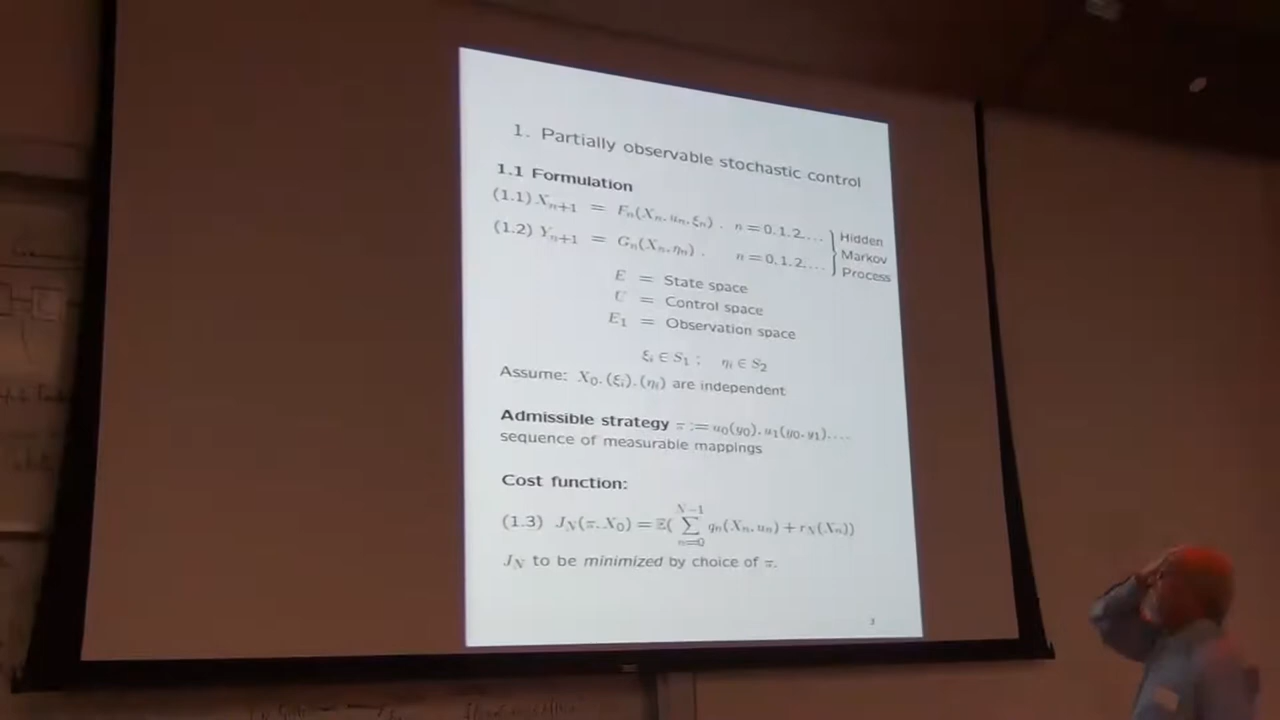 1. Partially observable stochastic control
1.1 Formulation
(1.1) X_{n+1} = F_n(X_n, u_n, ξ_n), n = 0, 1, 2, ...
(1.2) Y_{n+1} = G_n(X_n, η_n), n = 0, 1, 2, ...
Hidden
Markov
Process
E = State space
U = Control space
E_1 = Observation space
ξ_i ∈ S_1; η_i ∈ S_2
Assume: X_0, (ξ_i), (η_i) are independent
Admissible strategy π := u_0(y_0), u_1(y_0, y_1), ...
sequence of measurable mappings
Cost function:
(1.3) J_N(π, X_0) = 𝔼(∑_{n=0}^{N-1} q_n(X_n, u_n) + r_N(X_N))
J_N to be minimized by choice of π.
3